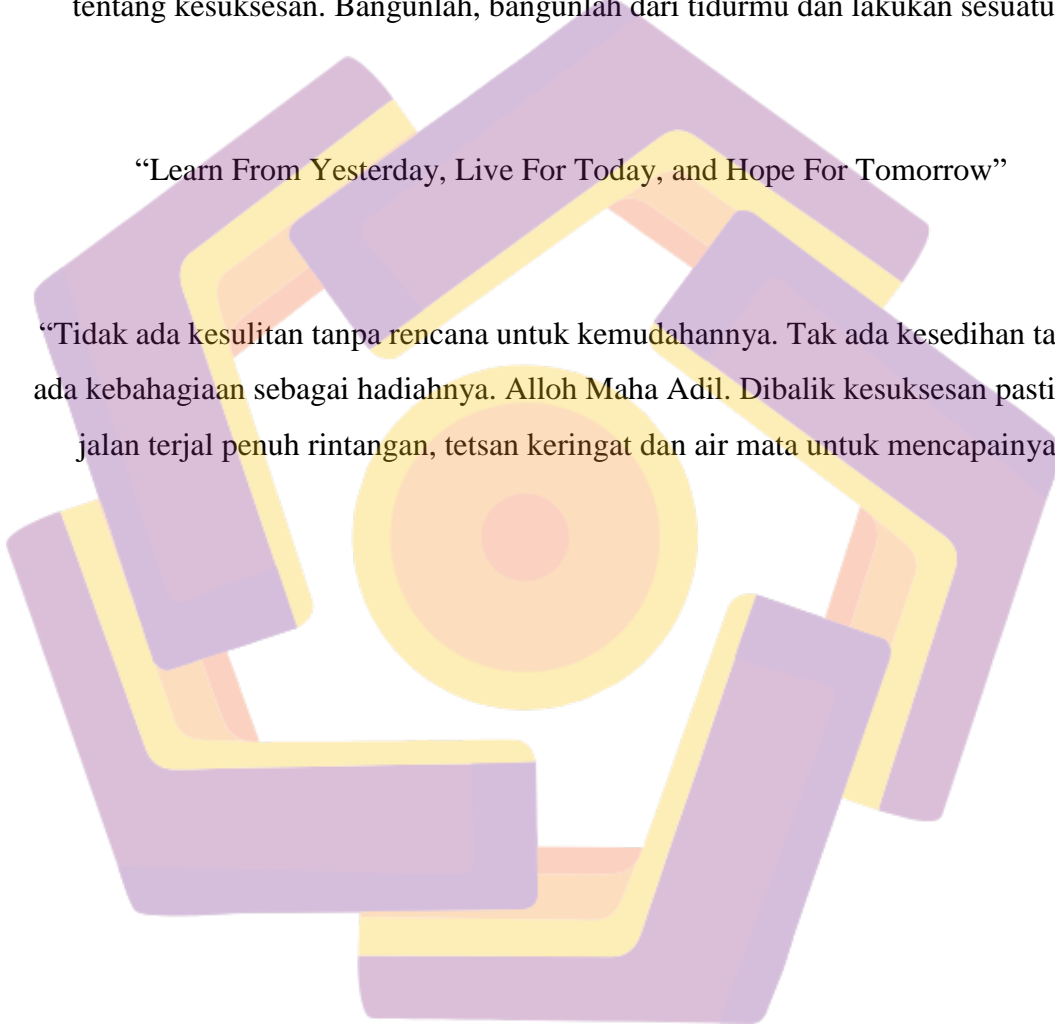 tentang kesuksesan. Bangunlah, bangunlah dari tidurmu dan lakukan sesuatu
“Learn From Yesterday, Live For Today, and Hope For Tomorrow”
“Tidak ada kesulitan tanpa rencana untuk kemudahannya. Tak ada kesedihan ta
ada kebahagiaan sebagai hadiahnya. Alloh Maha Adil. Dibalik kesuksesan pasti
jalan terjal penuh rintangan, tetsan keringat dan air mata untuk mencapainya